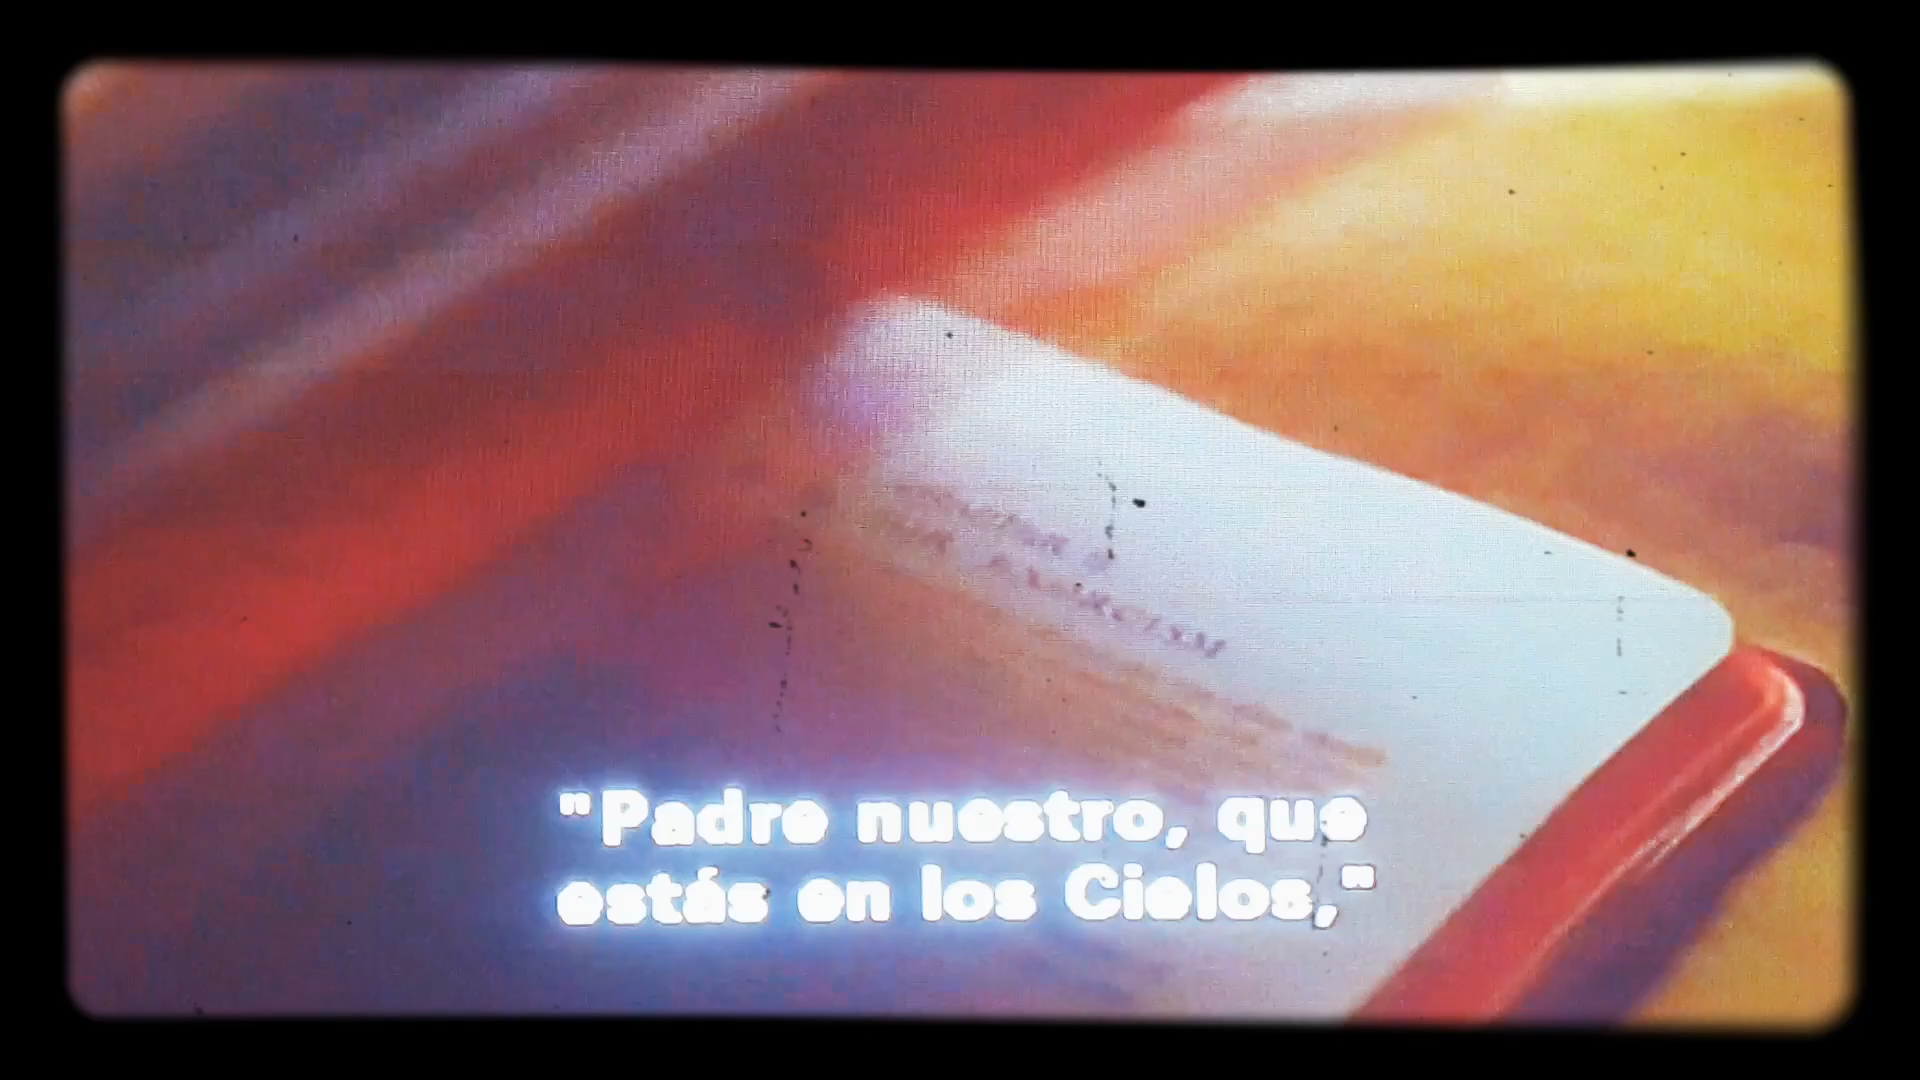 "Padre nuestro, que
estás en los Cielos,"